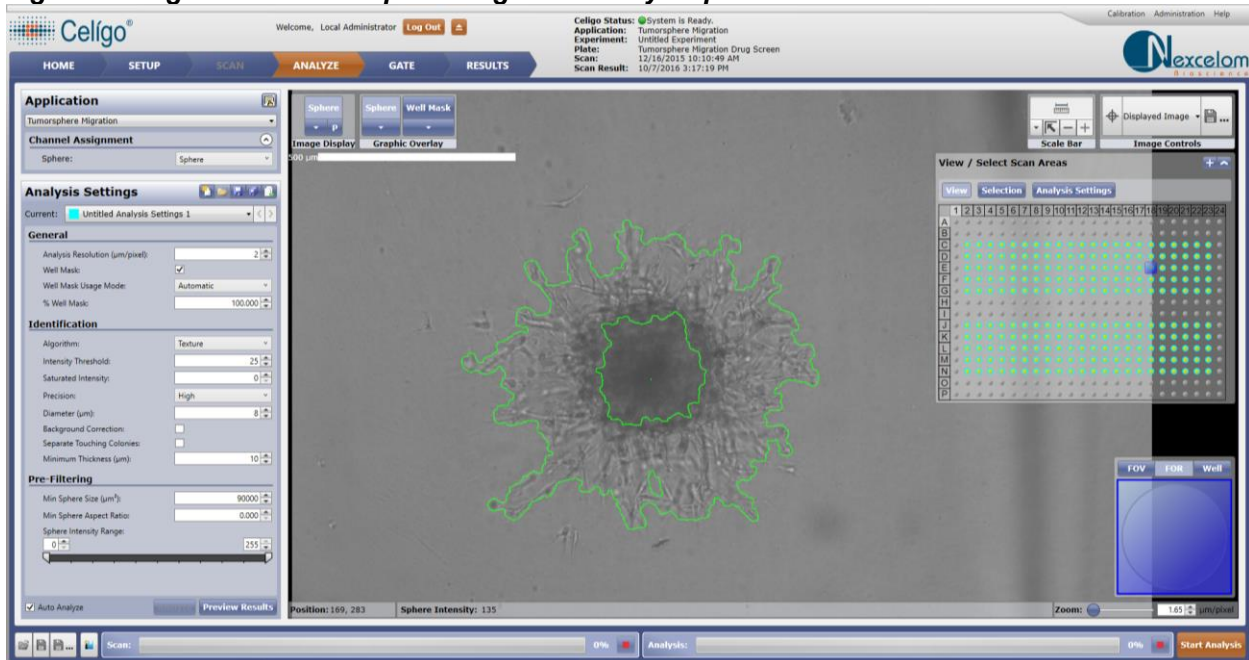 Celígo®
Welcome, Local Administrator Log Out
Celigo Status: System is Ready.
Application: Tumorsphere Migration
Experiment: Untitled Experiment
Plate: Tumorsphere Migration Drug Screen
Scan: 12/16/2015 10:10:49 AM
Scan Result: 10/7/2016 3:17:19 PM
Calibration Administration Help
Nexcelom
Bioscience
HOME SETUP SCAN ANALYZE GATE RESULTS
Application
Tumorsphere Migration
Channel Assignment
Sphere: Sphere
Analysis Settings
Current: Untitled Analysis Settings 1
General
Analysis Resolution (µm/pixel): 2
Well Mask:
Well Mask Usage Mode: Automatic
% Well Mask: 100.000
Identification
Algorithm: Texture
Intensity Threshold: 25
Saturated Intensity: 0
Precision: High
Diameter (µm): 8
Background Correction:
Separate Touching Colonies:
Minimum Thickness (µm): 10
Pre-Filtering
Min Sphere Size (µm²): 90000
Min Sphere Aspect Ratio: 0.000
Sphere Intensity Range:
0 255
Auto Analyze Preview Results
Sphere Sphere Well Mask
P
Image Display Graphic Overlay
500 µm
Scale Bar
Displayed Image ...
Image Controls
View / Select Scan Areas
View Selection Analysis Settings
1 2 3 4 5 6 7 8 9 10 11 12 13 14 15 16 17 18 19 20 21 22 23 24
A
B
C
D
E
F
G
H
I
J
K
L
M
N
O
P
FOV FOR Well
Position: 169, 283 Sphere Intensity: 135
Zoom: 1.65 µm/pixel
Scan: 0% Analysis: 0% Start Analysis